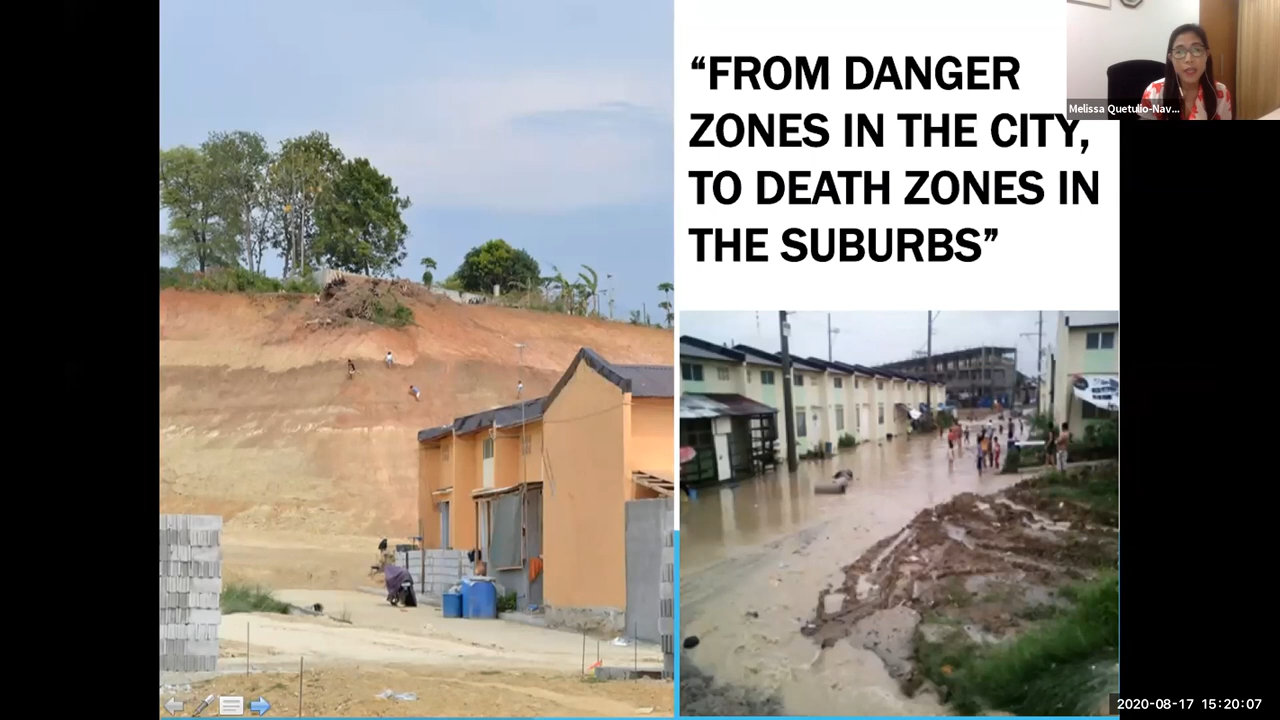 “FROM DANGER
ZONES IN THE CITY,
TO DEATH ZONES IN
THE SUBURBS”
Melissa Quetulio-Nav...
2020-08-17 15:20:07